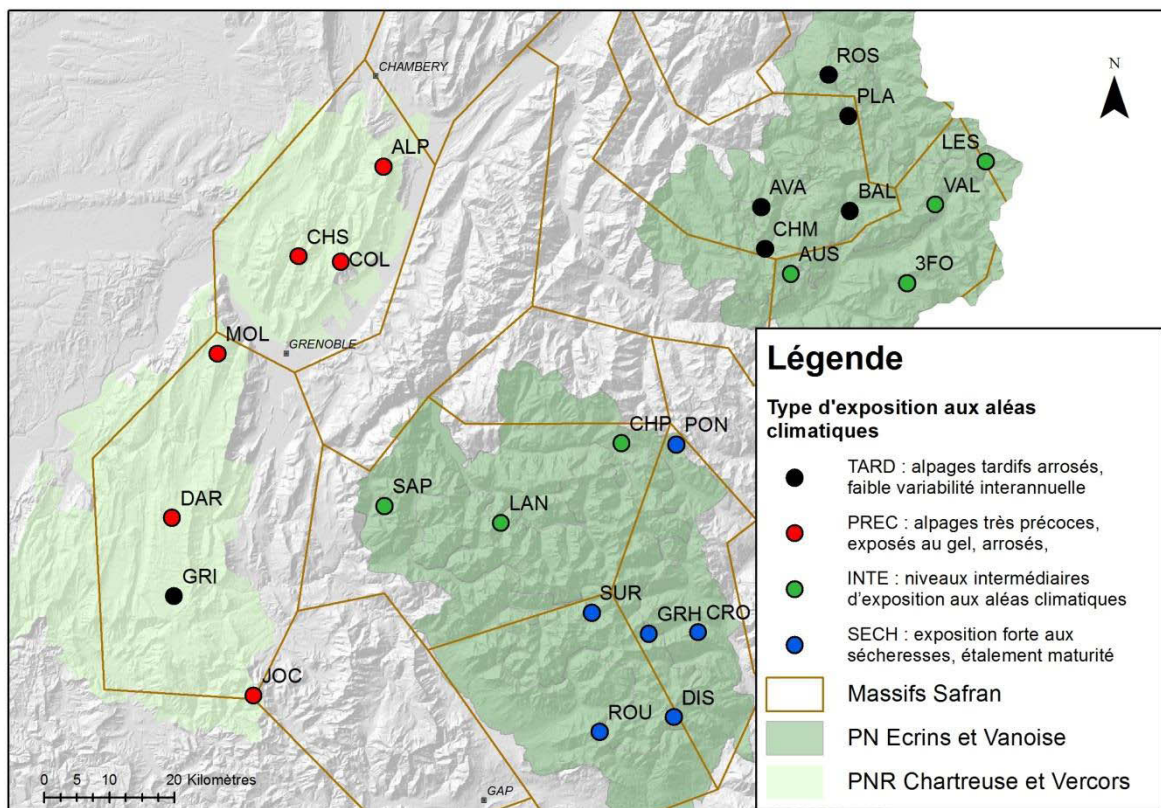 ROS
PLA
N
CHAMBERY
LES
ALP
VAL
AVA
BAL
CHS
COL
CHM
AUS
3FO
MOL
GRENOBLE
Légende
Type d'exposition aux aléas
climatiques
TARD : alpages tardifs arrosés,
faible variabilité interannuelle
PREC : alpages très précoces,
exposés au gel, arrosés,
INTE : niveaux intermédiaires
d'exposition aux aléas climatiques
SECH : exposition forte aux
sécheresses, étalement maturité
Massifs Safran
PN Ecrins et Vanoise
PNR Chartreuse et Vercors
CHP
PON
SAP
LAN
DAR
GRI
SUR
GRH
CRO
JOC
ROU
DIS
0 5 10 20 Kilomètres
GAP